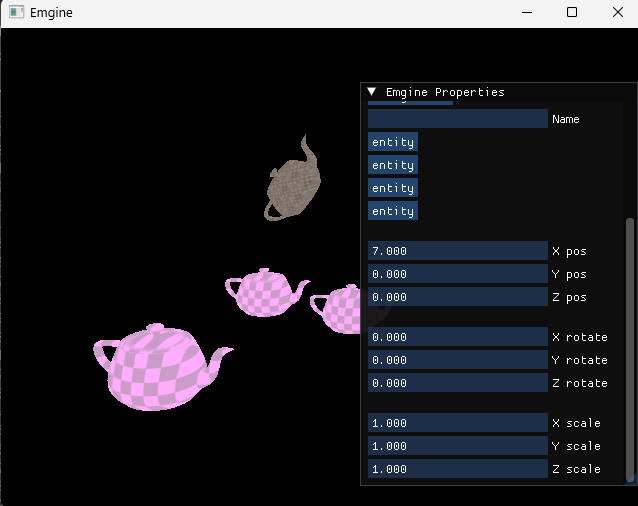 Emgine
Emgine Properties
Name
entity
entity
entity
entity
7.000 X pos
0.000 Y pos
0.000 Z pos
0.000 X rotate
0.000 Y rotate
0.000 Z rotate
1.000 X scale
1.000 Y scale
1.000 Z scale